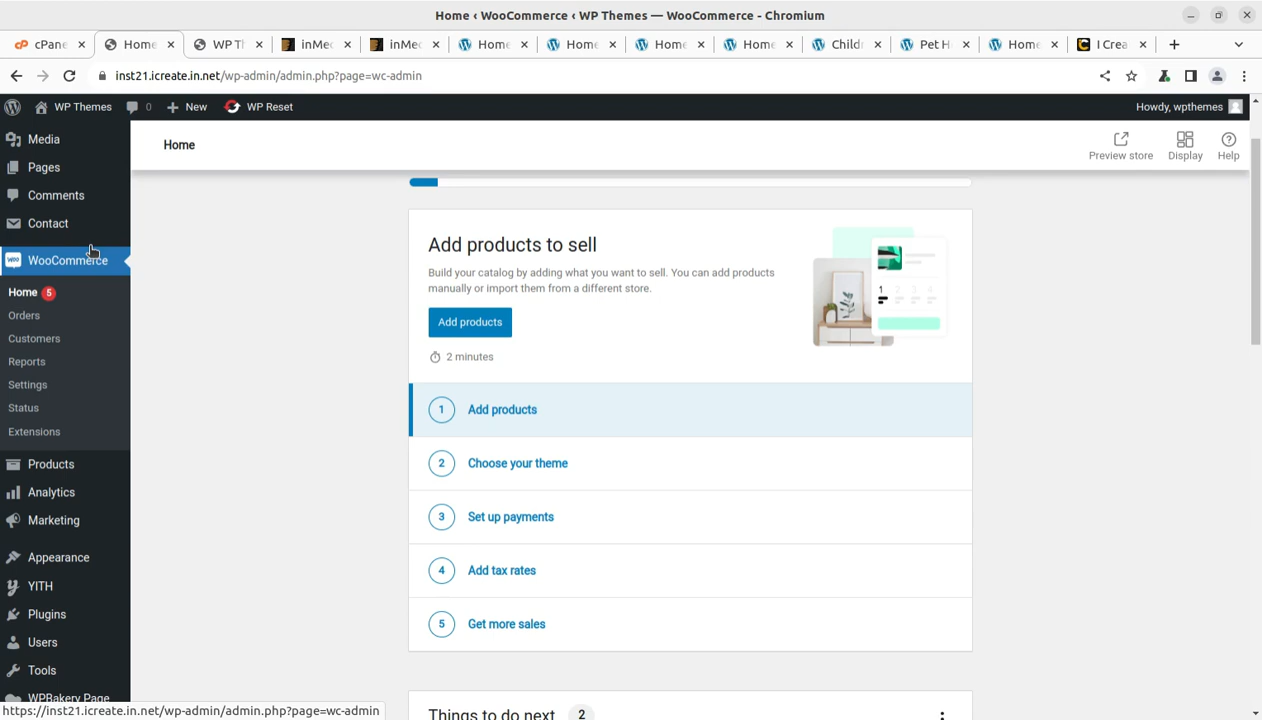 Home ‹ WooCommerce ‹ WP Themes — WooCommerce - Chromium
cPane
Home
WP Th
inMed
inMed
Home
Home
Home
Home
Child
Pet H
Home
I Crea
inst21.icreate.in.net/wp-admin/admin.php?page=wc-admin
WP Themes
0
New
WP Reset
Howdy, wpthemes
Media
Pages
Comments
Contact
WooCommerce
Home 5
Orders
Customers
Reports
Settings
Status
Extensions
Products
Analytics
Marketing
Appearance
YITH
Plugins
Users
Tools
WPBakery Page
Home
Preview store
Display
Help
Add products to sell
Build your catalog by adding what you want to sell. You can add products
manually or import them from a different store.
Add products
2 minutes
1 2 3 4
1 Add products
2 Choose your theme
3 Set up payments
4 Add tax rates
5 Get more sales
Things to do next 2
https://inst21.icreate.in.net/wp-admin/admin.php?page=wc-admin